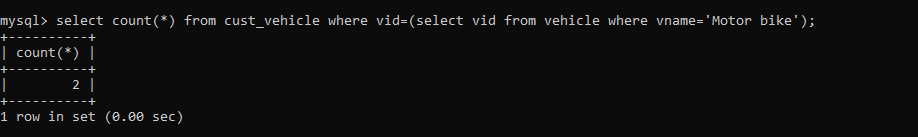 mysql> select count(*) from cust_vehicle where vid=(select vid from vehicle where vname='Motor bike');
+----------+
| count(*) |
+----------+
|        2 |
+----------+
1 row in set (0.00 sec)